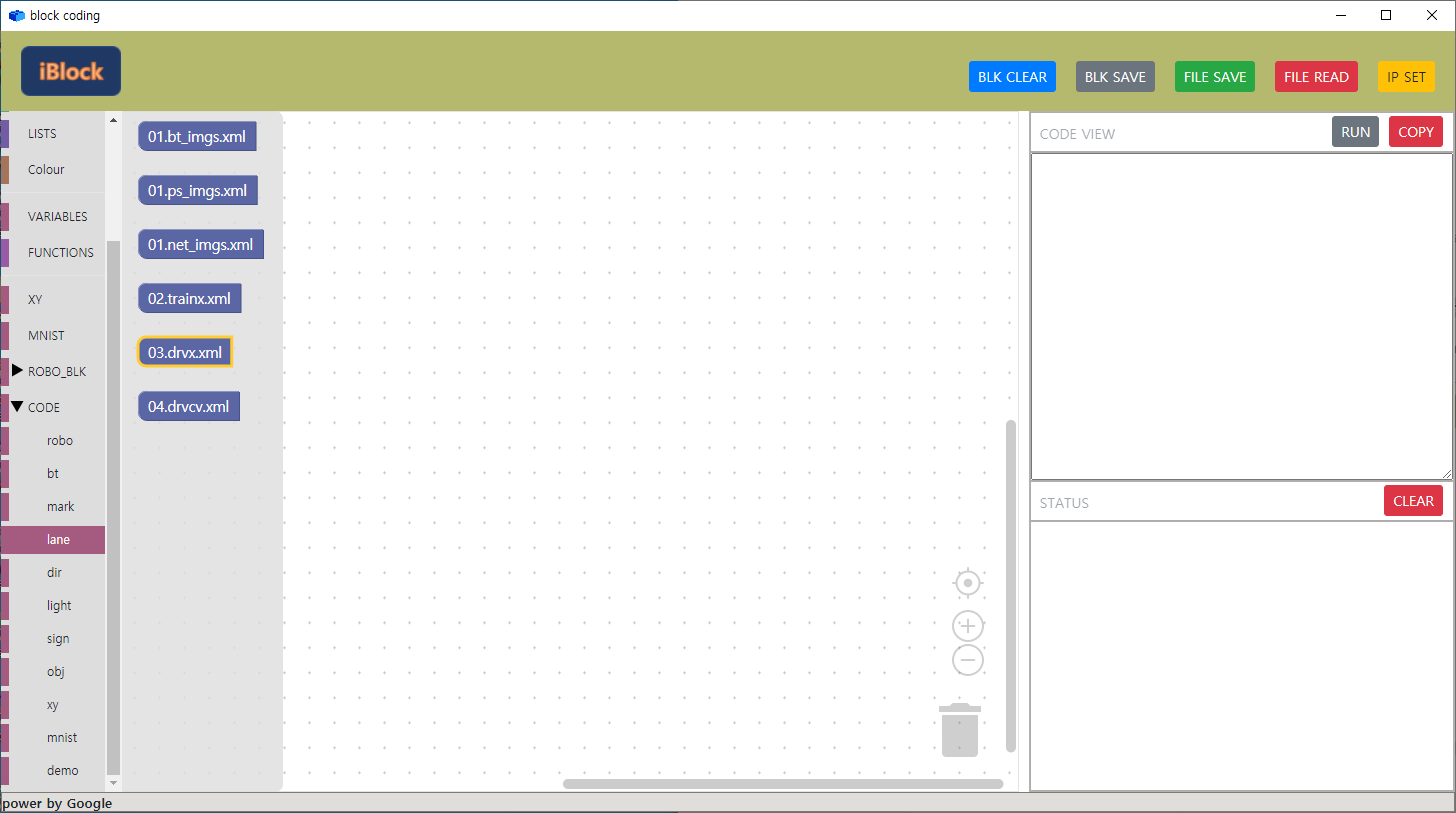 block coding
iBlock
BLK CLEAR
BLK SAVE
FILE SAVE
FILE READ
IP SET
LISTS
Colour
VARIABLES
FUNCTIONS
XY
MNIST
ROBO_BLK
CODE
robo
bt
mark
lane
dir
light
sign
obj
xy
mnist
demo
01.bt_imgs.xml
01.ps_imgs.xml
01.net_imgs.xml
02.trainx.xml
03.drvx.xml
04.drvcv.xml
CODE VIEW
RUN
COPY
STATUS
CLEAR
power by Google